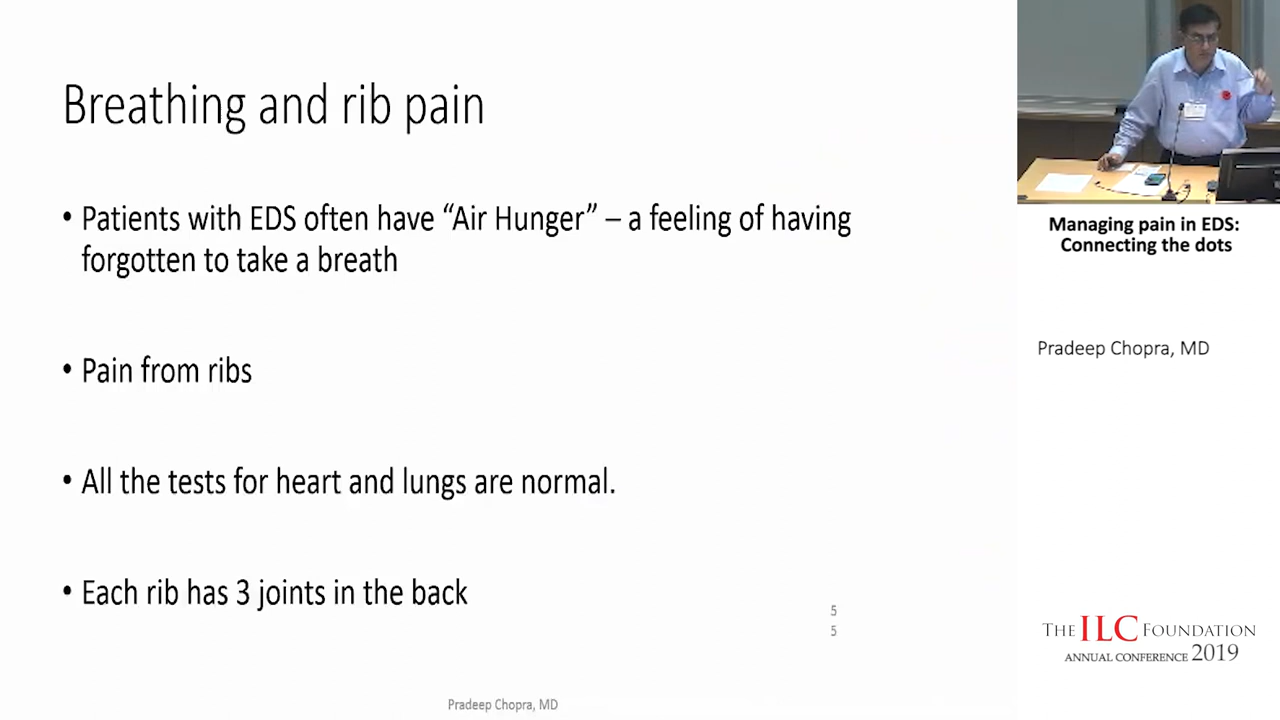 Breathing and rib pain
• Patients with EDS often have “Air Hunger” – a feeling of having
forgotten to take a breath
• Pain from ribs
• All the tests for heart and lungs are normal.
• Each rib has 3 joints in the back
5
5
Pradeep Chopra, MD
Managing pain in EDS:
Connecting the dots
Pradeep Chopra, MD
THE ILC FOUNDATION
ANNUAL CONFERENCE 2019